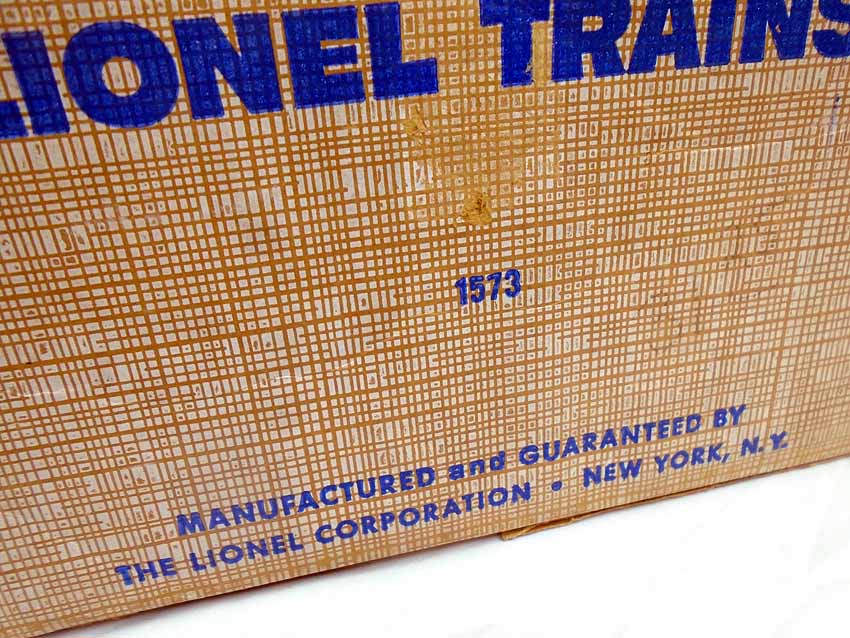 LIONEL TRAINS
1573
MANUFACTURED and GUARANTEED BY
THE LIONEL CORPORATION • NEW YORK, N.Y.